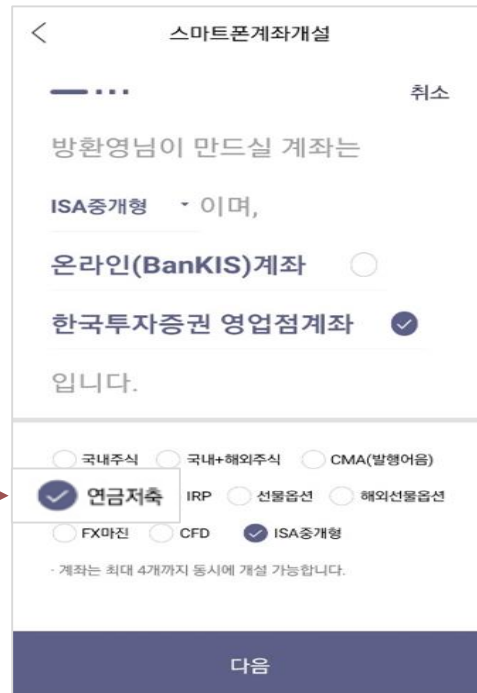 스마트폰계좌개설
취소
방환영님이 만드실 계좌는
ISA중개형 이며,
온라인(BanKIS)계좌
한국투자증권 영업점계좌
입니다.
국내주식 국내+해외주식 CMA(발행어음)
연금저축 IRP 선물옵션 해외선물옵션
FX마진 CFD ISA중개형
· 계좌는 최대 4개까지 동시에 개설 가능합니다.
다음